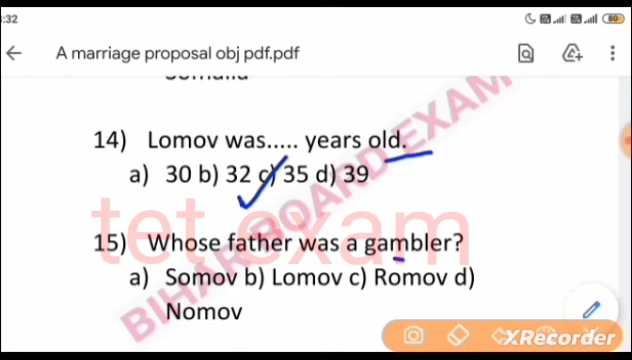 :32
80
A marriage proposal obj pdf.pdf
14) Lomov was..... years old.
a) 30 b) 32 c) 35 d) 39
15) Whose father was a gambler?
a) Somov b) Lomov c) Romov d)
Nomov
BIHAR BOARD EXAM
tet exam
XRecorder